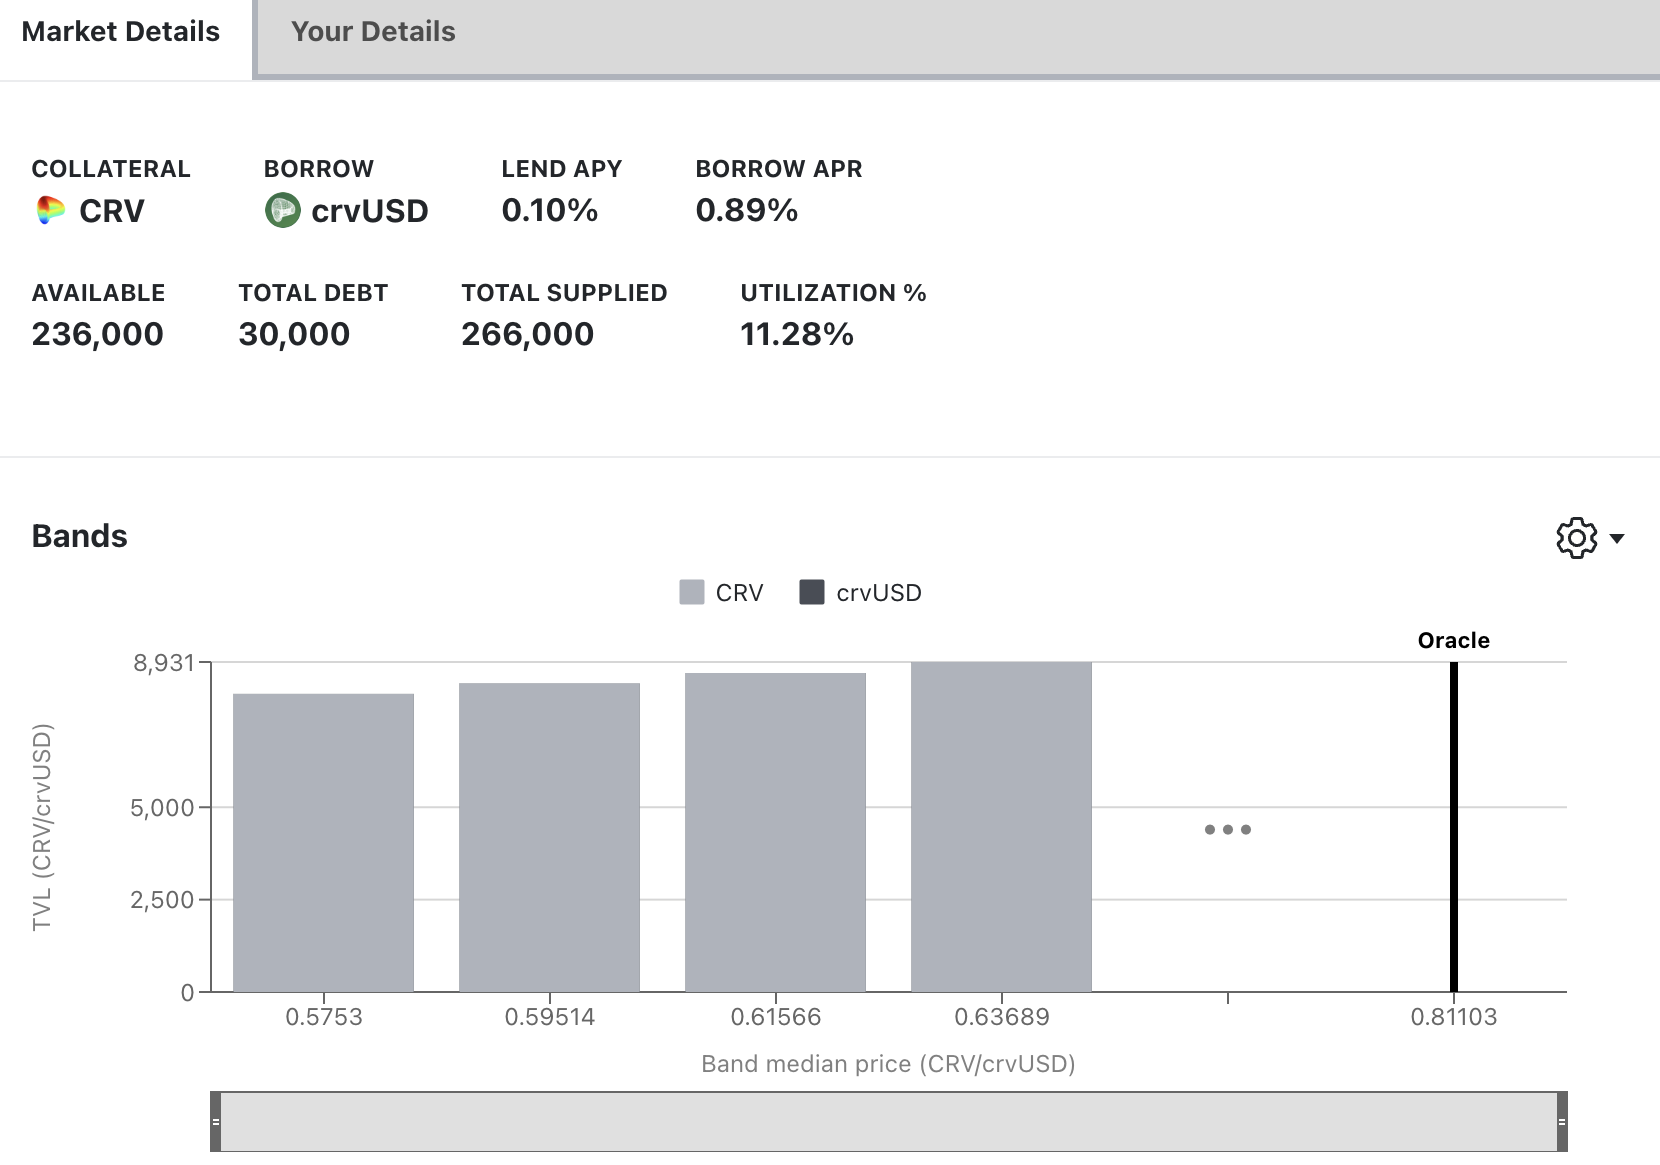 Market Details Your Details
COLLATERAL BORROW LEND APY BORROW APR
CRV crvUSD 0.10% 0.89%
AVAILABLE TOTAL DEBT TOTAL SUPPLIED UTILIZATION %
236,000 30,000 266,000 11.28%
Bands
CRV crvUSD
Oracle
8,931
5,000
2,500
0
TVL (CRV/crvUSD)
0.5753 0.59514 0.61566 0.63689 0.81103
Band median price (CRV/crvUSD)